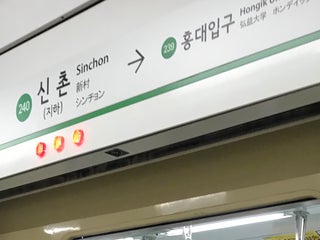 240
신촌
(지하)
Sinchon
新村
シンチョン
→
239
홍대입구
Hongik
弘益大学